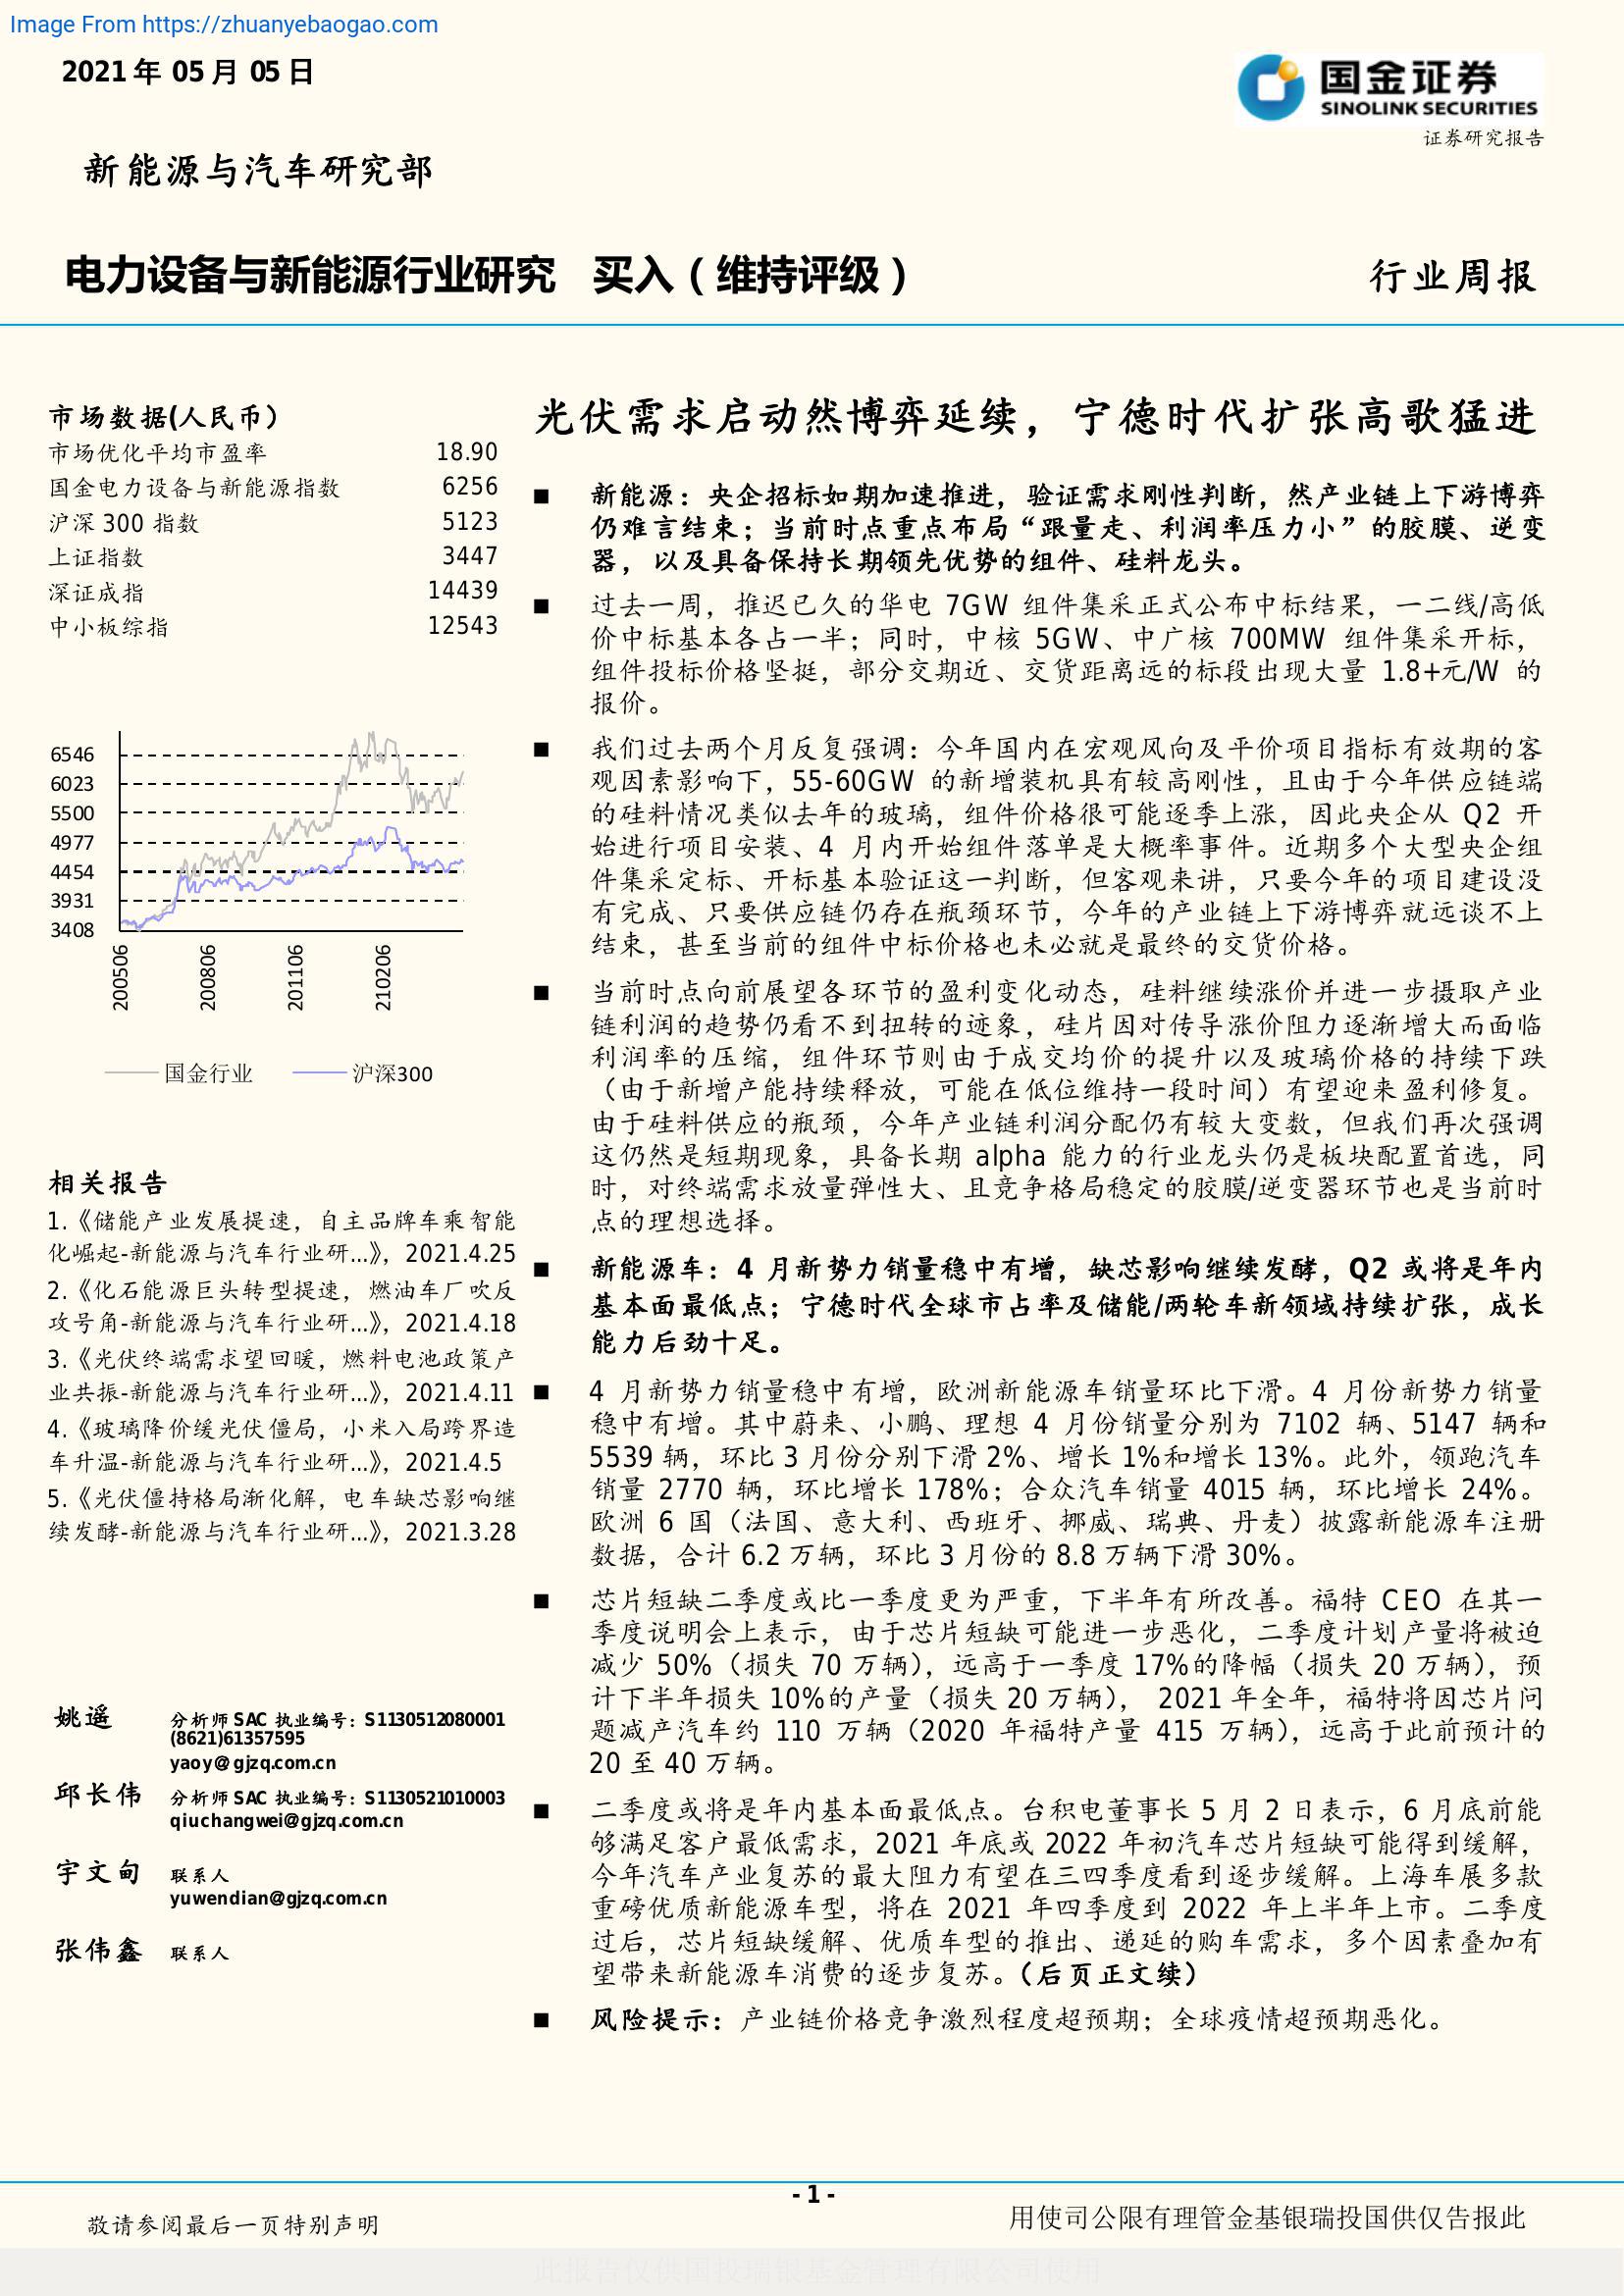 Image From https://zhuanyebaogao.com
2021年 05月 05日
国金证券
SINOLINK SECURITIES
证券研究报告
新能源与汽车研究部
电力设备与新能源行业研究 买入(维持评级)
行业周报
市场数据(人民币)
市场优化平均市盈率 18.90
国金电力设备与新能源指数 6256
沪深 300 指数 5123
上证指数 3447
深证成指 14439
中小板综指 12543
6546
6023
5500
4977
4454
3931
3408
200506
200806
201106
210206
国金行业 沪深300
相关报告
1.《储能产业发展提速，自主品牌车乘智能
化崛起-新能源与汽车行业研...》，2021.4.25
2.《化石能源巨头转型提速，燃油车厂吹反
攻号角-新能源与汽车行业研...》，2021.4.18
3.《光伏终端需求望回暖，燃料电池政策产
业共振-新能源与汽车行业研...》，2021.4.11
4.《玻璃降价缓光伏僵局，小米入局跨界造
车升温-新能源与汽车行业研...》，2021.4.5
5.《光伏僵持格局渐化解，电车缺芯影响继
续发酵-新能源与汽车行业研...》，2021.3.28
姚遥 分析师 SAC 执业编号：S1130512080001
(8621)61357595
yaoy@gjzq.com.cn
邱长伟 分析师 SAC 执业编号：S1130521010003
qiuchangwei@gjzq.com.cn
宇文甸 联系人
yuwendian@gjzq.com.cn
张伟鑫 联系人
光伏需求启动然博弈延续，宁德时代扩张高歌猛进
■ 新能源：央企招标如期加速推进，验证需求刚性判断，然产业链上下游博弈
仍难言结束；当前时点重点布局“跟量走、利润率压力小”的胶膜、逆变
器，以及具备保持长期领先优势的组件、硅料龙头。
■ 过去一周，推迟已久的华电 7GW 组件集采正式公布中标结果，一二线/高低
价中标基本各占一半；同时，中核 5GW、中广核 700MW 组件集采开标，
组件投标价格坚挺，部分交期近、交货距离远的标段出现大量 1.8+元/W 的
报价。
■ 我们过去两个月反复强调：今年国内在宏观风向及平价项目指标有效期的客
观因素影响下，55-60GW 的新增装机具有较高刚性，且由于今年供应链端
的硅料情况类似去年的玻璃，组件价格很可能逐季上涨，因此央企从 Q2 开
始进行项目安装、4 月内开始组件落单是大概率事件。近期多个大型央企组
件集采定标、开标基本验证这一判断，但客观来讲，只要今年的项目建设没
有完成、只要供应链仍存在瓶颈环节，今年的产业链上下游博弈就远谈不上
结束，甚至当前的组件中标价格也未必就是最终的交货价格。
■ 当前时点向前展望各环节的盈利变化动态，硅料继续涨价并进一步摄取产业
链利润的趋势仍看不到扭转的迹象，硅片因对传导涨价阻力逐渐增大而面临
利润率的压缩，组件环节则由于成交均价的提升以及玻璃价格的持续下跌
（由于新增产能持续释放，可能在低位维持一段时间）有望迎来盈利修复。
由于硅料供应的瓶颈，今年产业链利润分配仍有较大变数，但我们再次强调
这仍然是短期现象，具备长期 alpha 能力的行业龙头仍是板块配置首选，同
时，对终端需求放量弹性大、且竞争格局稳定的胶膜/逆变器环节也是当前时
点的理想选择。
■ 新能源车：4 月新势力销量稳中有增，缺芯影响继续发酵，Q2 或将是年内
基本面最低点；宁德时代全球市占率及储能/两轮车新领域持续扩张，成长
能力后劲十足。
■ 4 月新势力销量稳中有增，欧洲新能源车销量环比下滑。4 月份新势力销量
稳中有增。其中蔚来、小鹏、理想 4 月份销量分别为 7102 辆、5147 辆和
5539 辆，环比 3 月份分别下滑 2%、增长 1%和增长 13%。此外，领跑汽车
销量 2770 辆，环比增长 178%；合众汽车销量 4015 辆，环比增长 24%。
欧洲 6 国（法国、意大利、西班牙、挪威、瑞典、丹麦）披露新能源车注册
数据，合计 6.2 万辆，环比 3 月份的 8.8 万辆下滑 30%。
■ 芯片短缺二季度或比一季度更为严重，下半年有所改善。福特 CEO 在其一
季度说明会上表示，由于芯片短缺可能进一步恶化，二季度计划产量将被迫
减少 50%（损失 70 万辆），远高于一季度 17%的降幅（损失 20 万辆），预
计下半年损失 10%的产量（损失 20 万辆）， 2021 年全年，福特将因芯片问
题减产汽车约 110 万辆（2020 年福特产量 415 万辆），远高于此前预计的
20 至 40 万辆。
■ 二季度或将是年内基本面最低点。台积电董事长 5 月 2 日表示，6 月底前能
够满足客户最低需求，2021 年底或 2022 年初汽车芯片短缺可能得到缓解，
今年汽车产业复苏的最大阻力有望在三四季度看到逐步缓解。上海车展多款
重磅优质新能源车型，将在 2021 年四季度到 2022 年上半年上市。二季度
过后，芯片短缺缓解、优质车型的推出、递延的购车需求，多个因素叠加有
望带来新能源车消费的逐步复苏。（后页正文续）
■ 风险提示：产业链价格竞争激烈程度超预期；全球疫情超预期恶化。
- 1 -
敬请参阅最后一页特别声明
用使司公限有理管金基银瑞投国供仅告报此
此报告仅供国投瑞银基金管理有限公司使用